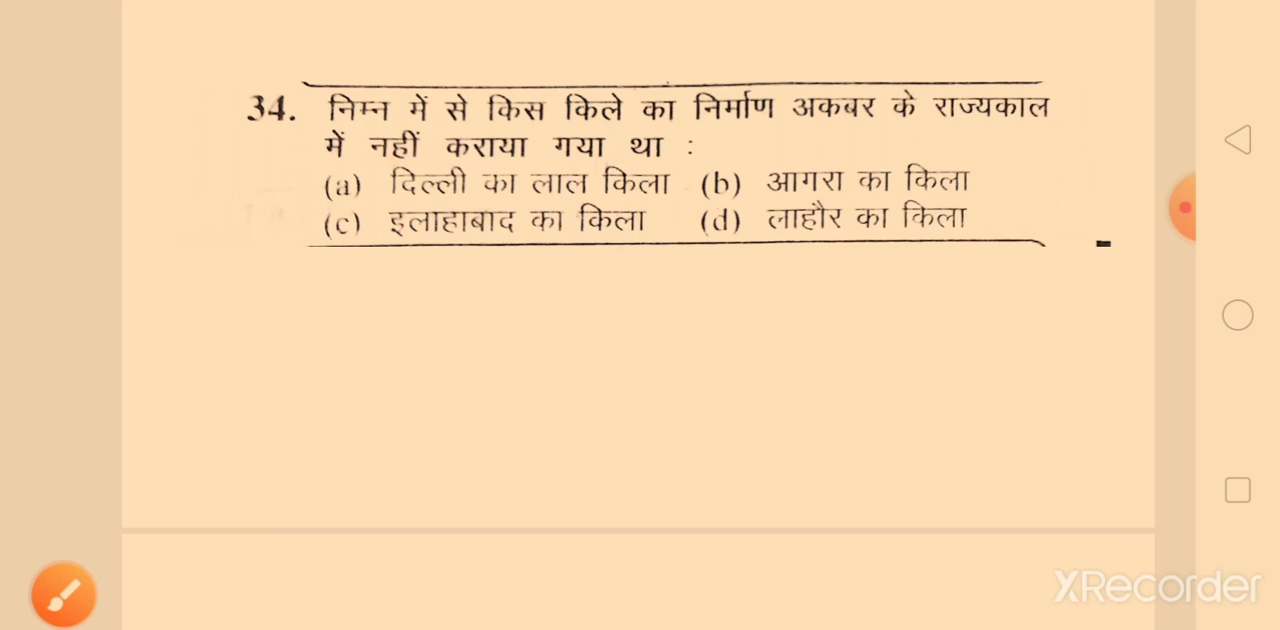 34. निम्न में से किस किले का निर्माण अकबर के राज्यकाल
में नहीं कराया गया था :
(a) दिल्ली का लाल किला (b) आगरा का किला
(c) इलाहाबाद का किला (d) लाहौर का किला
XRecorder